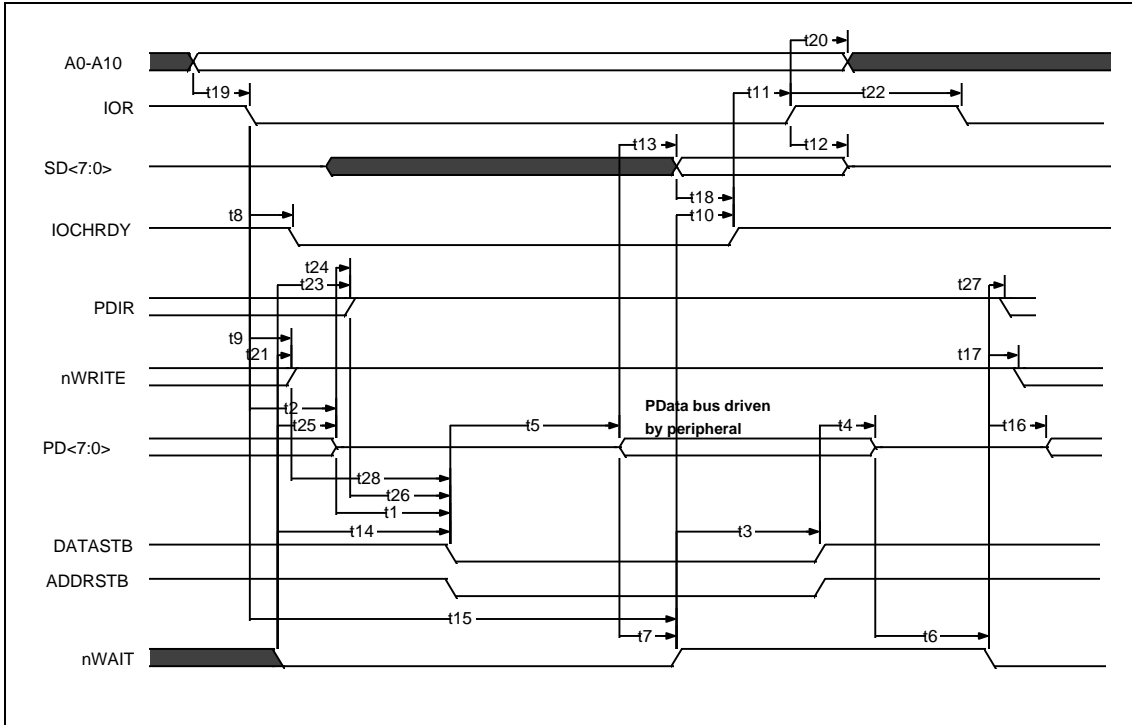 t20
A0-A10
t19
t11
t22
IOR
t13
t12
SD<7:0>
t18
t8
t10
IOCHRDY
t24
t23
t27
PDIR
t9
t21
t17
nWRITE
t2
PData bus driven
by peripheral
t25
t5
t4
t16
PD<7:0>
t28
t26
t1
t14
t3
DATASTB
ADDRSTB
t15
t7
t6
nWAIT